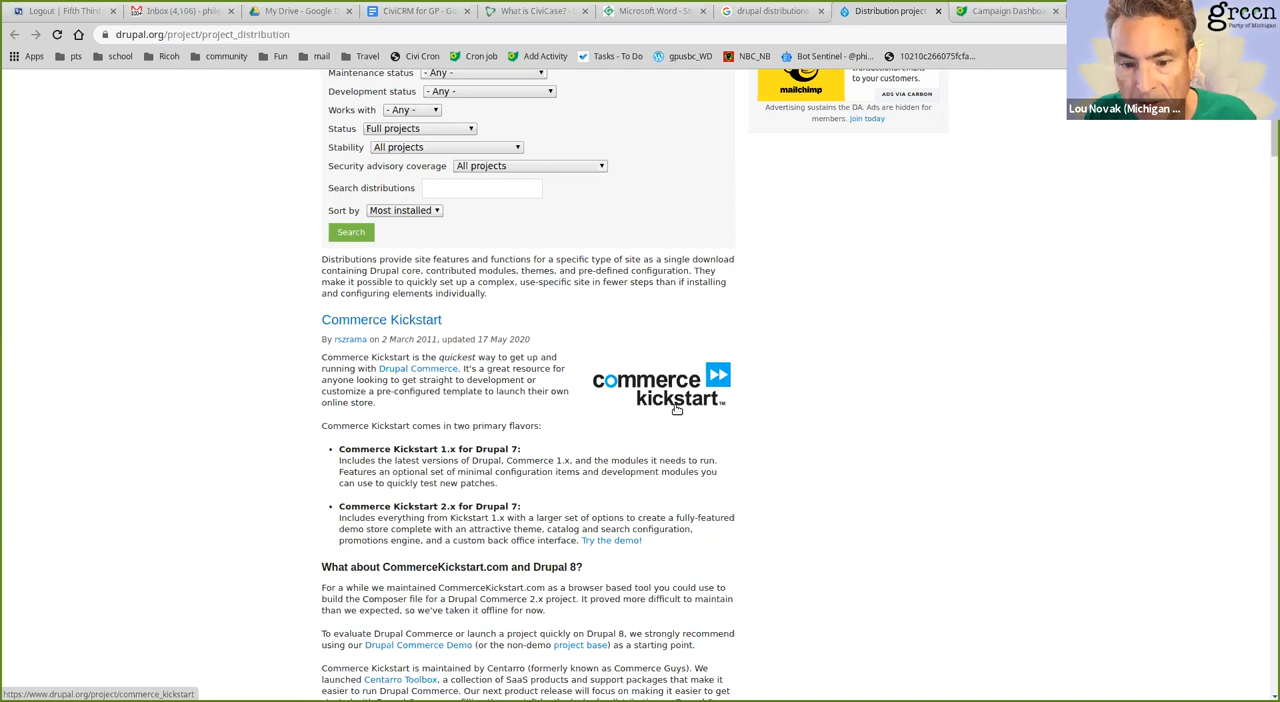 Logout | Fifth Third
Inbox (4,106) - phile
My Drive - Google D
CiviCRM for GP - G
What is CiviCase? -
Microsoft Word - St
drupal distributions
Distribution projec
Campaign Dashboa
drupal.org/project/project_distribution
Apps
pts
school
Ricoh
community
Fun
mail
Travel
Civi Cron
Cron job
Add Activity
Tasks - To Do
gpusbc_WD
NBC_NB
Bot Sentinel - @phi...
10210c266075fcfa...
green
Party of Michigan
Lou Novak (Michigan ...
Maintenance status - Any -
Development status - Any -
Works with - Any -
Status Full projects
Stability All projects
Security advisory coverage All projects
Search distributions
Sort by Most installed
Search
to your customers.
mailchimp
ADS VIA CARBON
Advertising sustains the DA. Ads are hidden for
members. Join today
Distributions provide site features and functions for a specific type of site as a single download
containing Drupal core, contributed modules, themes, and pre-defined configuration. They
make it possible to quickly set up a complex, use-specific site in fewer steps than if installing
and configuring elements individually.
Commerce Kickstart
By rszrama on 2 March 2011, updated 17 May 2020
Commerce Kickstart is the quickest way to get up and
running with Drupal Commerce. It's a great resource for
anyone looking to get straight to development or
customize a pre-configured template to launch their own
online store.
commerce
kickstart™
Commerce Kickstart comes in two primary flavors:
• Commerce Kickstart 1.x for Drupal 7:
Includes the latest versions of Drupal, Commerce 1.x, and the modules it needs to run.
Features an optional set of minimal configuration items and development modules you
can use to quickly test new patches.
• Commerce Kickstart 2.x for Drupal 7:
Includes everything from Kickstart 1.x with a larger set of options to create a fully-featured
demo store complete with an attractive theme, catalog and search configuration,
promotions engine, and a custom back office interface. Try the demo!
What about CommerceKickstart.com and Drupal 8?
For a while we maintained CommerceKickstart.com as a browser based tool you could use to
build the Composer file for a Drupal Commerce 2.x project. It proved more difficult to maintain
than we expected, so we've taken it offline for now.
To evaluate Drupal Commerce or launch a project quickly on Drupal 8, we strongly recommend
using our Drupal Commerce Demo (or the non-demo project base) as a starting point.
Commerce Kickstart is maintained by Centarro (formerly known as Commerce Guys). We
launched Centarro Toolbox, a collection of SaaS products and support packages that make it
easier to run Drupal Commerce. Our next product release will focus on making it easier to get
https://www.drupal.org/project/commerce_kickstart